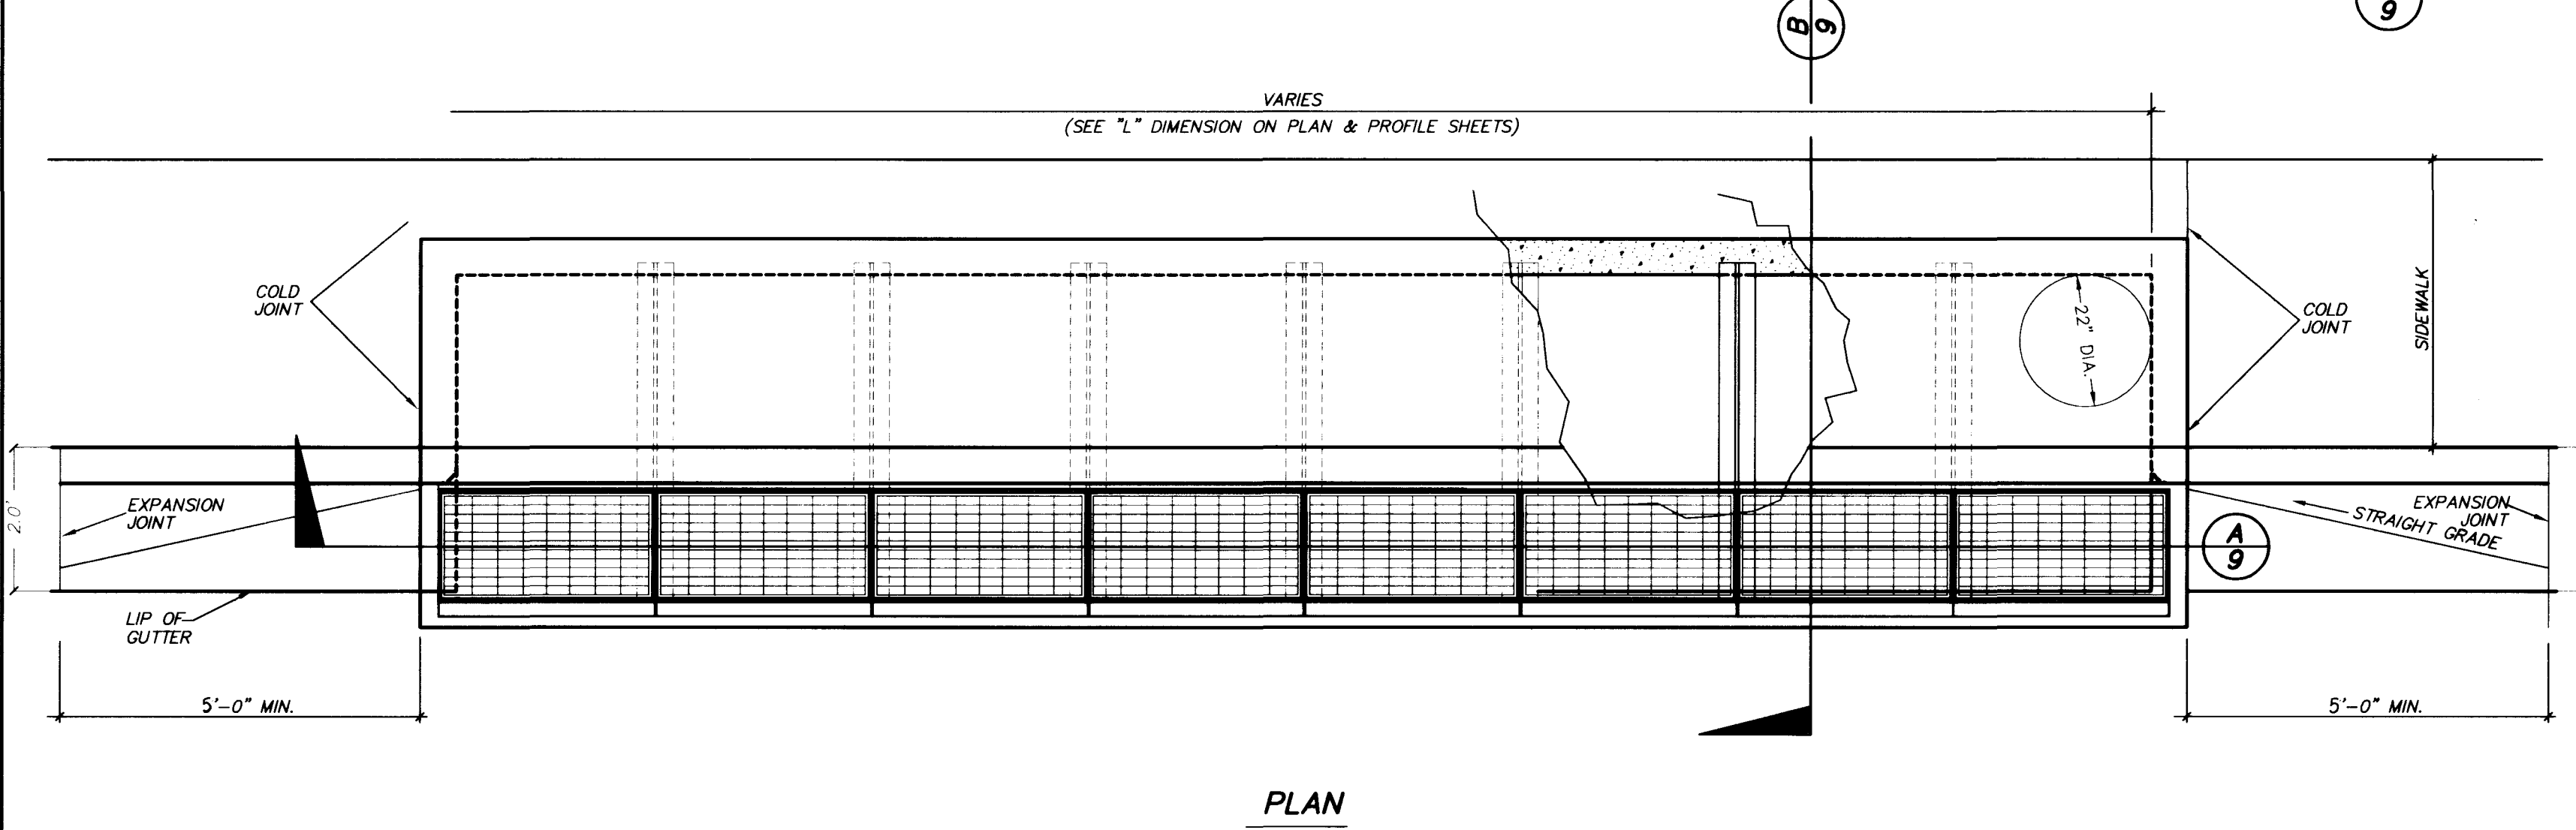 B
9
9
VARIES
(SEE "L" DIMENSION ON PLAN & PROFILE SHEETS)
COLD
JOINT
22" DIA.
COLD
JOINT
SIDEWALK
2.0'
EXPANSION
JOINT
EXPANSION
JOINT
STRAIGHT GRADE
A
9
LIP OF
GUTTER
5'-0" MIN.
5'-0" MIN.
PLAN